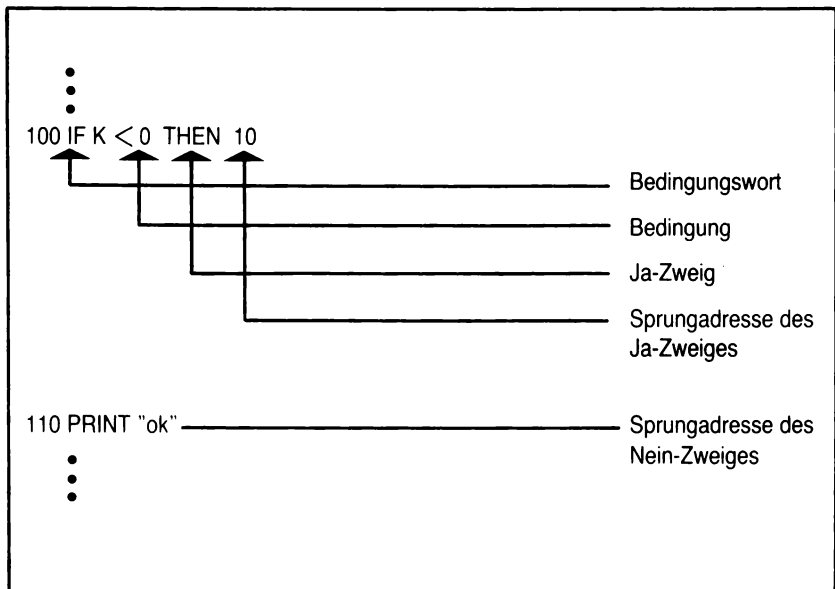 100 IF K < 0 THEN 10
Bedingungswort
Bedingung
Ja-Zweig
Sprungadresse des
Ja-Zweiges
110 PRINT "ok"
Sprungadresse des
Nein-Zweiges